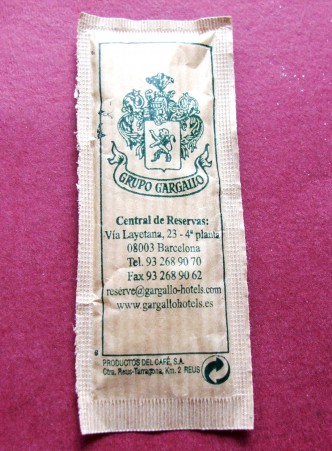 GRUPO GARGALLO
Central de Reservas:
Vía Layetana, 23 - 4ª planta
08003 Barcelona
Tel. 93 268 90 70
Fax 93 268 90 62
reserve@gargallo-hotels.com
www.gargallohotels.es
PRODUCTOS DEL CAFÉ, S.A.
Ctra. Reus-Tarragona, Km. 2 REUS